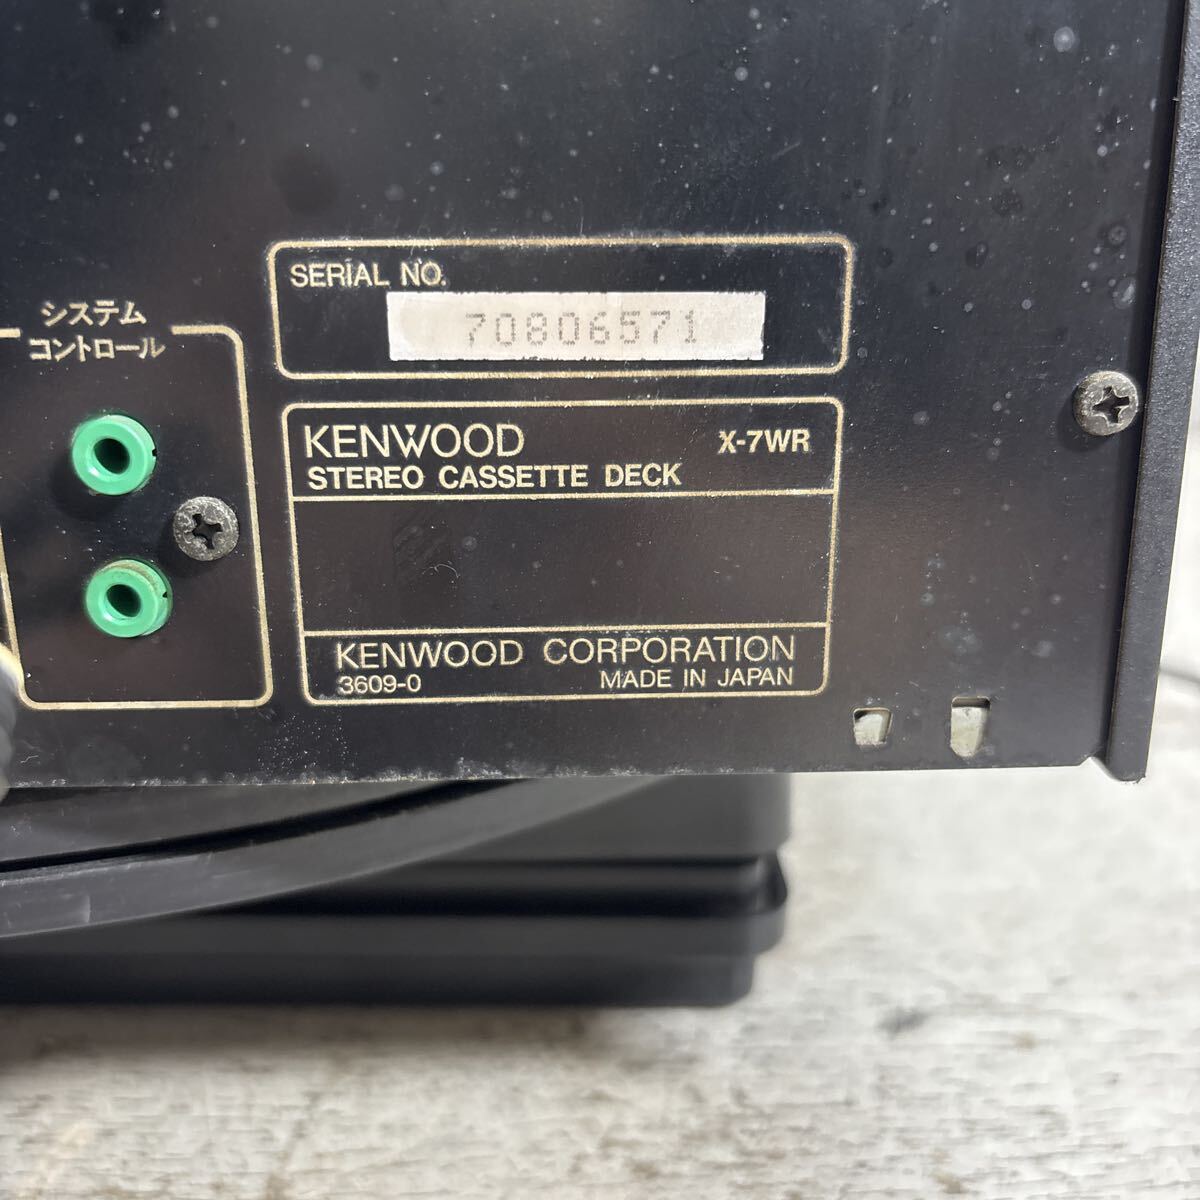 システム
コントロール
SERIAL NO.
70806571
KENWOOD X-7WR
STEREO CASSETTE DECK
KENWOOD CORPORATION
3609-0 MADE IN JAPAN